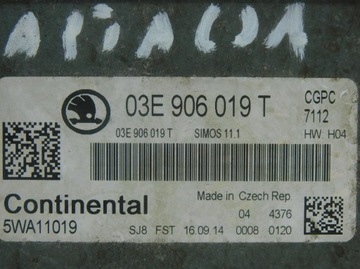 03E 906 019 T
CGPC
7112
03E 906 019 T
SIMOS 11.1
HW: H04
Continental
5WA11019
Made in Czech Rep.
04 4376
SJ8 FST 16.09.14 0008 0120